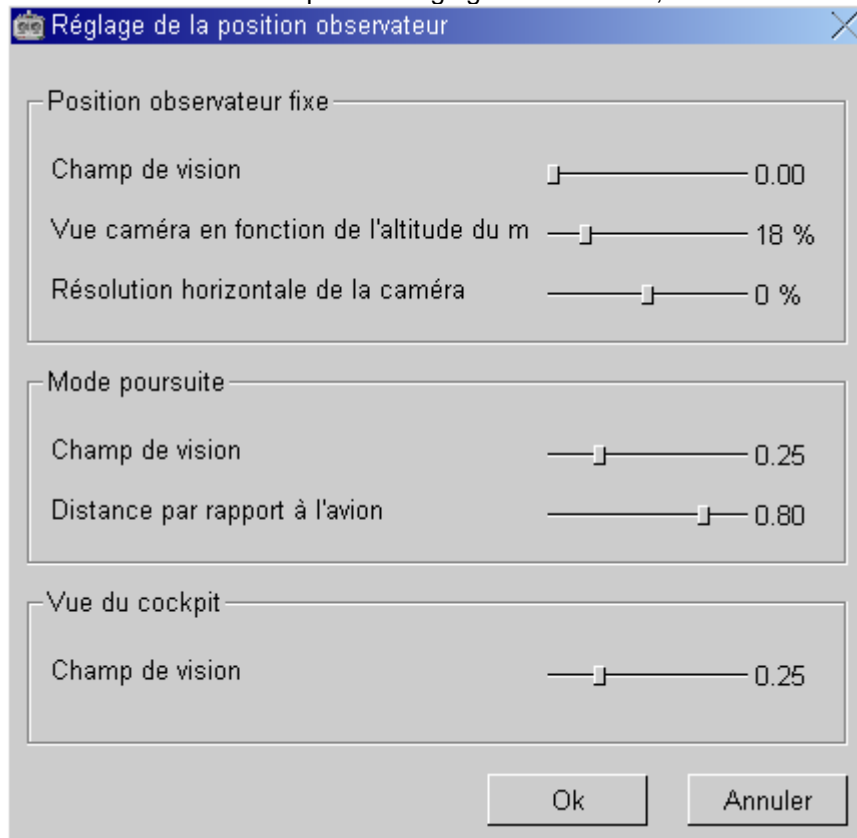 Réglage de la position observateur
Position observateur fixe
Champ de vision 0.00
Vue caméra en fonction de l'altitude du m 18 %
Résolution horizontale de la caméra 0 %
Mode poursuite
Champ de vision 0.25
Distance par rapport à l'avion 0.80
Vue du cockpit
Champ de vision 0.25
Ok Annuler